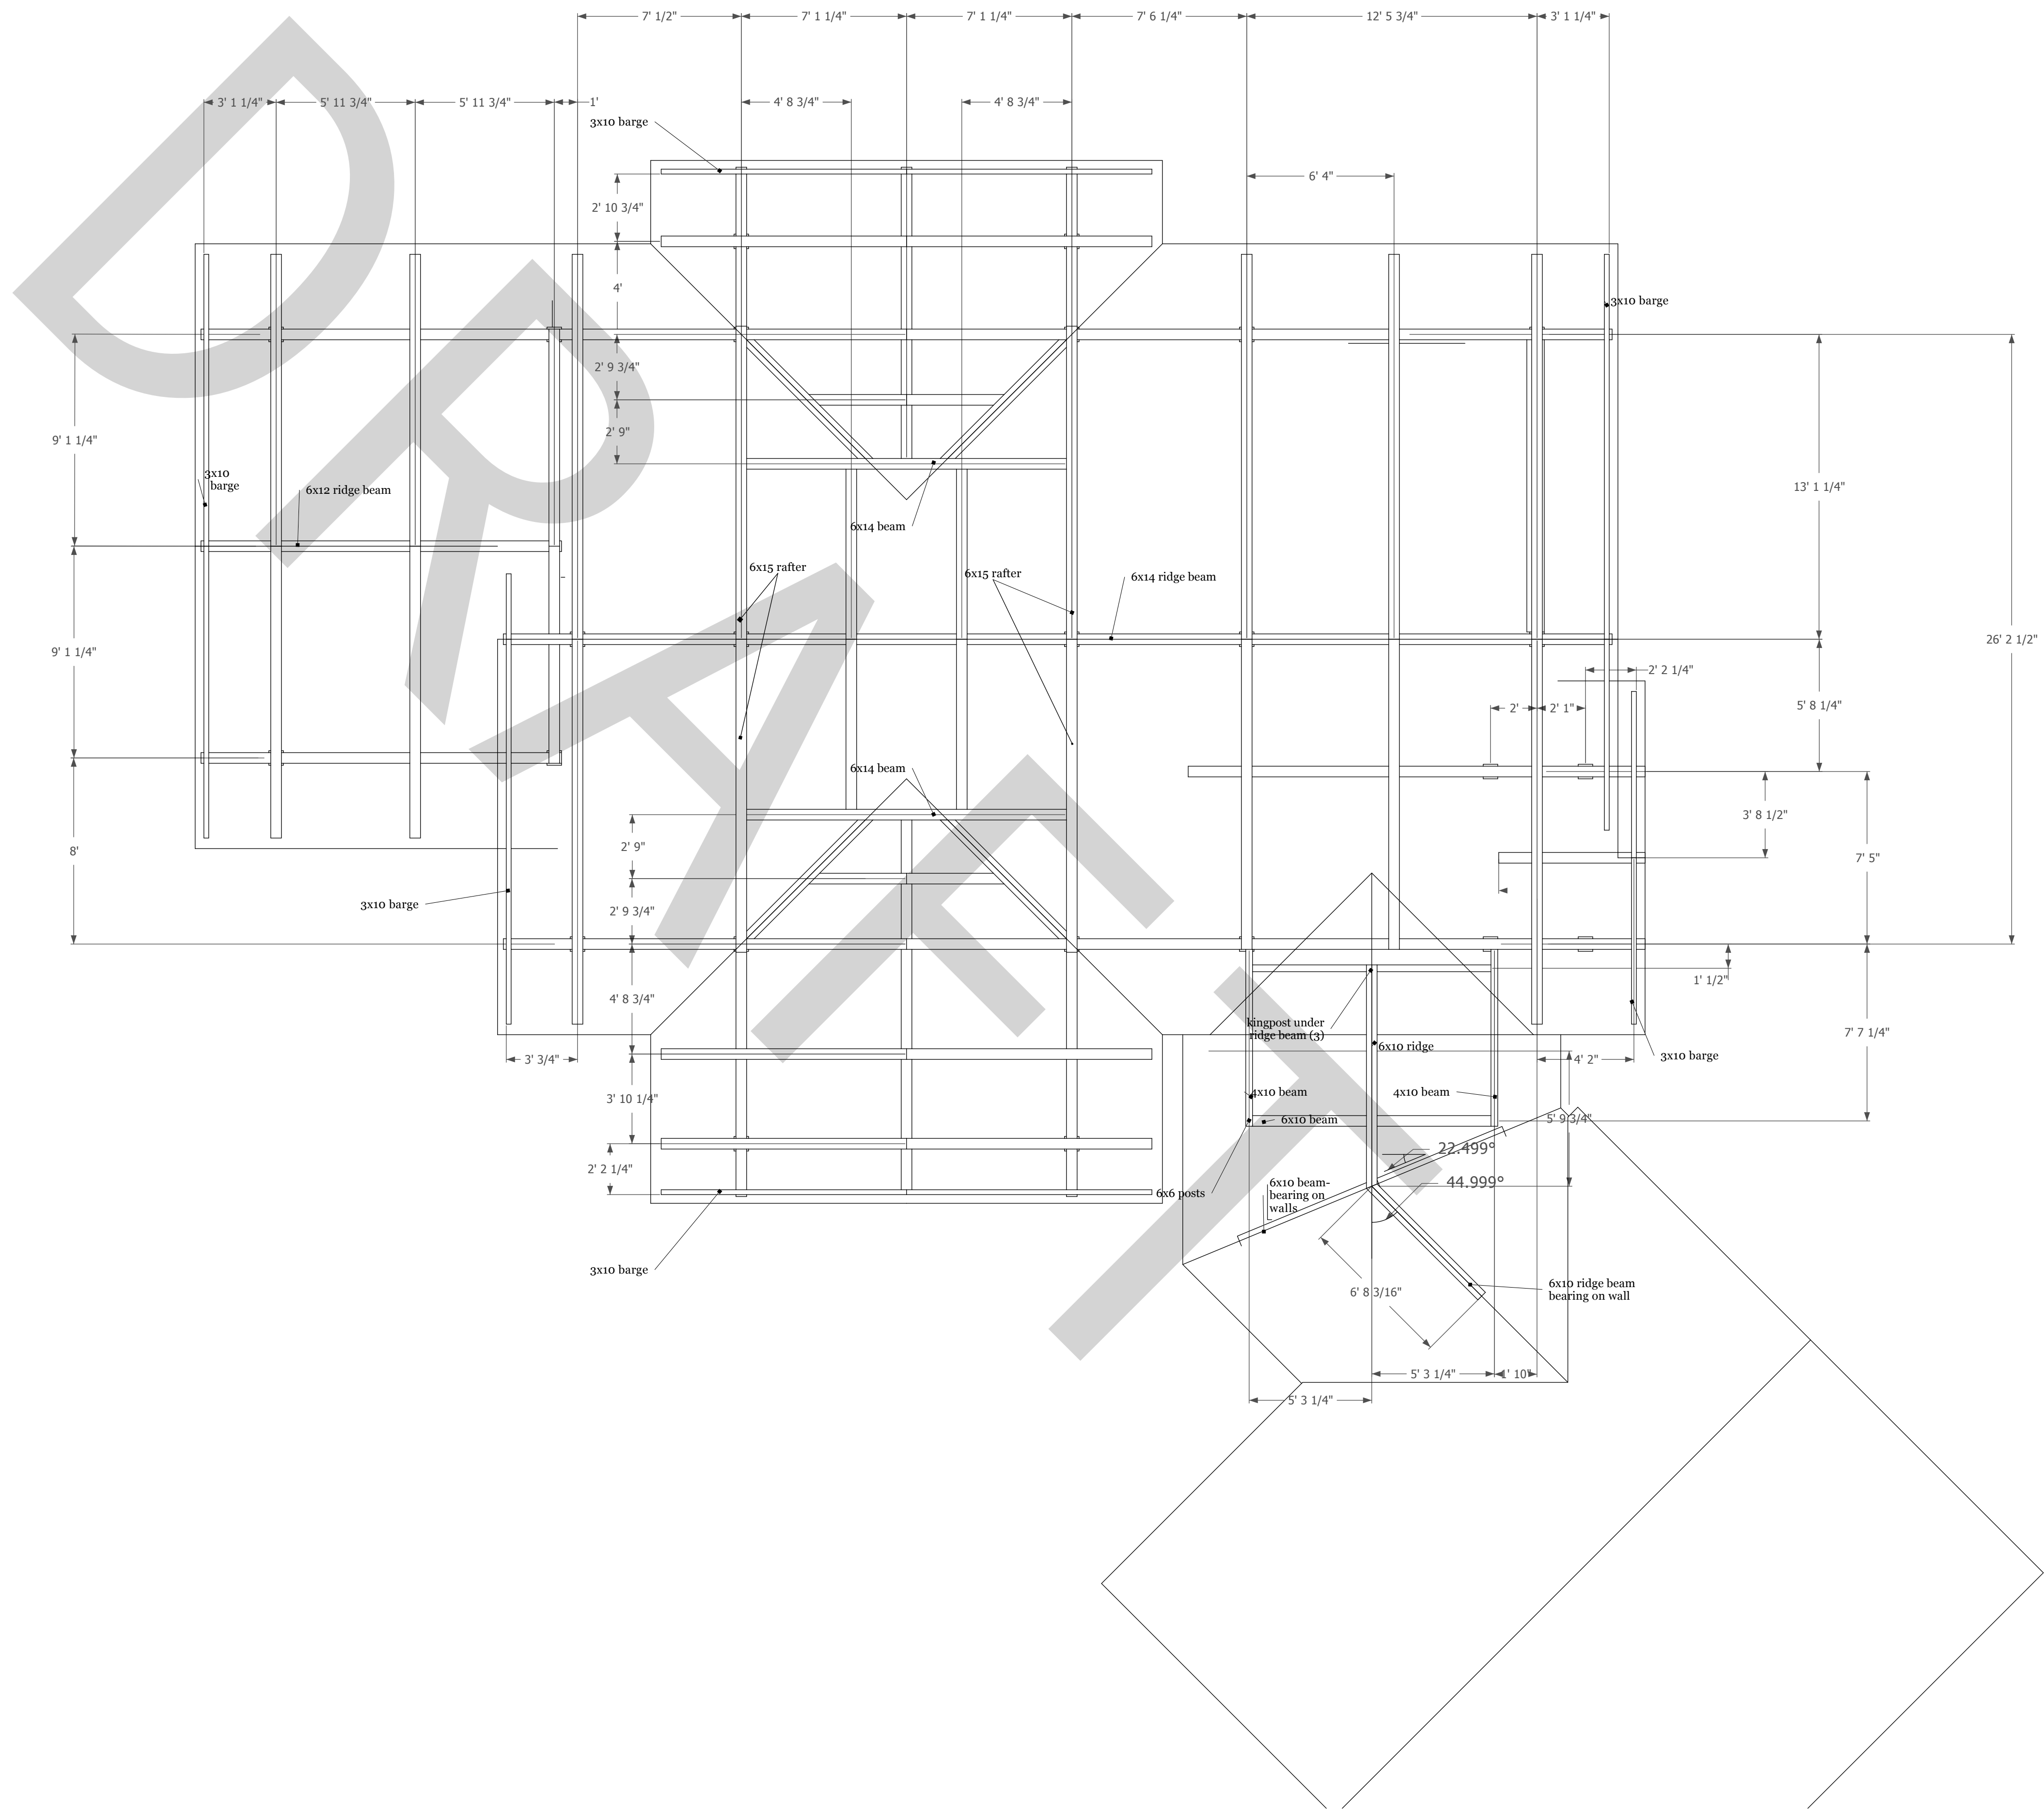 7' 1/2" 7' 1 1/4" 7' 1 1/4" 7' 6 1/4" 12' 5 3/4" 3' 1 1/4"
3' 1 1/4" 5' 11 3/4" 5' 11 3/4" 1' 4' 8 3/4" 4' 8 3/4"
3x10 barge
6' 4"
2' 10 3/4"
4'
3x10 barge
2' 9 3/4"
2' 9"
9' 1 1/4"
13' 1 1/4"
3x10
barge
6x12 ridge beam
6x14 beam
6x15 rafter
6x15 rafter
6x14 ridge beam
26' 2 1/2"
9' 1 1/4"
2' 2 1/4"
2' 2' 1"
5' 8 1/4"
6x14 beam
3' 8 1/2"
2' 9"
8'
7' 5"
3x10 barge
2' 9 3/4"
1' 1/2"
4' 8 3/4"
kingpost under
ridge beam (3)
6x10 ridge
7' 7 1/4"
3' 3/4"
4' 2"
3x10 barge
3' 10 1/4"
4x10 beam
4x10 beam
6x10 beam
5' 9 3/4"
22.499°
2' 2 1/4"
44.999°
6x6 posts
6x10 beam-
bearing on
walls
3x10 barge
6' 8 3/16"
6x10 ridge beam
bearing on wall
5' 3 1/4" 1' 10"
5' 3 1/4"
DRAFT